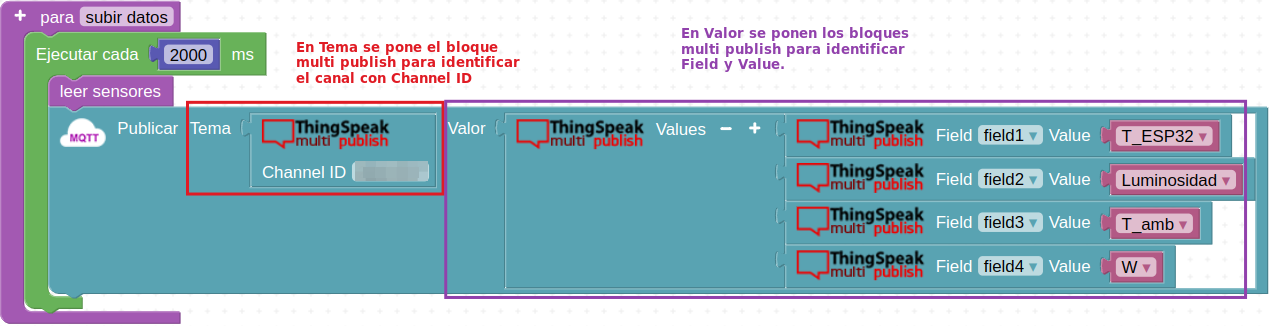 + para subir datos
Ejecutar cada 2000 ms
En Tema se pone el bloque
multi publish para identificar
el canal con Channel ID
En Valor se ponen los bloques
multi publish para identificar
Field y Value.
leer sensores
MQTT Publicar Tema
ThingSpeak
multi publish
Channel ID
Valor
ThingSpeak
multi publish
Values − +
ThingSpeak
multi publish
Field field1 Value T_ESP32
ThingSpeak
multi publish
Field field2 Value Luminosidad
ThingSpeak
multi publish
Field field3 Value T_amb
ThingSpeak
multi publish
Field field4 Value W